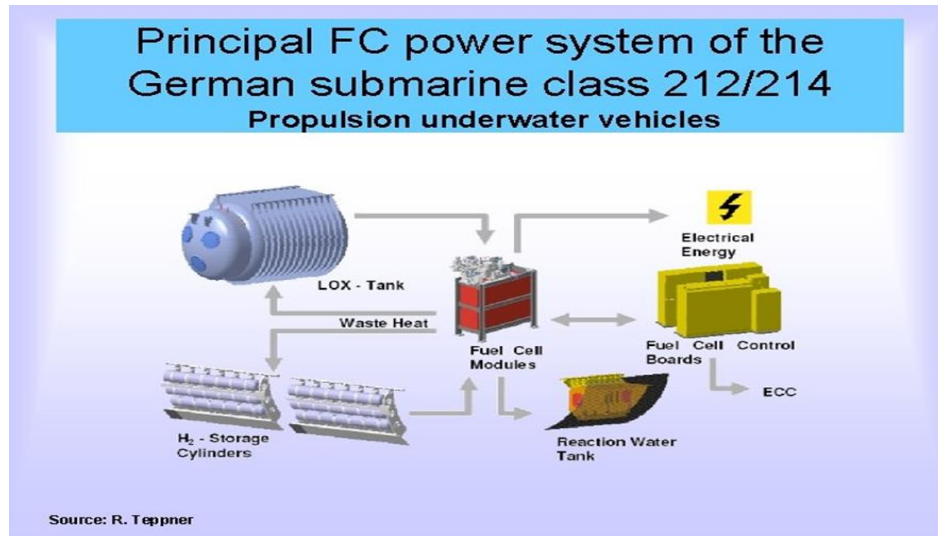 Principal FC power system of the
German submarine class 212/214
Propulsion underwater vehicles
LOX - Tank
Electrical
Energy
Waste Heat
Fuel Cell
Modules
Fuel Cell Control
Boards
ECC
H₂ - Storage
Cylinders
Reaction Water
Tank
Source: R. Teppner